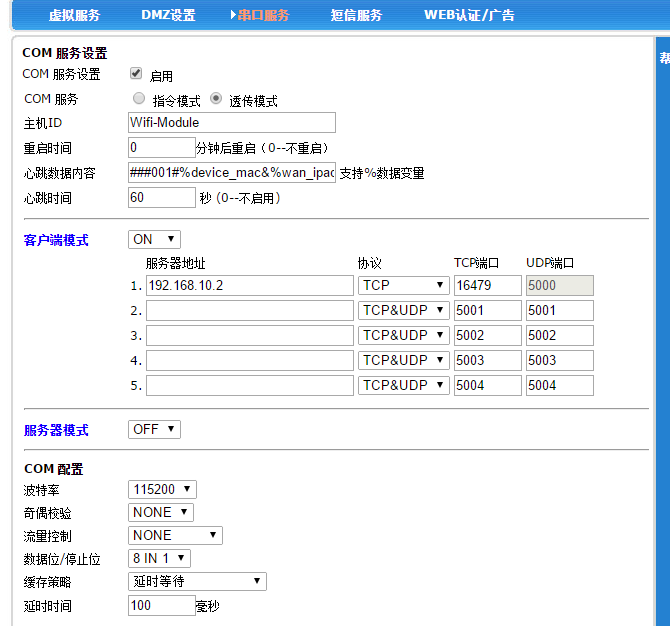 虚拟服务 DMZ设置 串口服务 短信服务 WEB认证/广告
COM 服务设置
COM 服务设置 启用
COM 服务 指令模式 透传模式
主机ID Wifi-Module
重启时间 0 分钟后重启（0--不重启）
心跳数据内容 ###001#%device_mac&%wan_ipac 支持%数据变量
心跳时间 60 秒 (0--不启用)
客户端模式 ON
服务器地址 协议 TCP端口 UDP端口
1. 192.168.10.2 TCP 16479 5000
2. TCP&UDP 5001 5001
3. TCP&UDP 5002 5002
4. TCP&UDP 5003 5003
5. TCP&UDP 5004 5004
服务器模式 OFF
COM 配置
波特率 115200
奇偶校验 NONE
流量控制 NONE
数据位/停止位 8 IN 1
缓存策略 延时等待
延时时间 100 毫秒